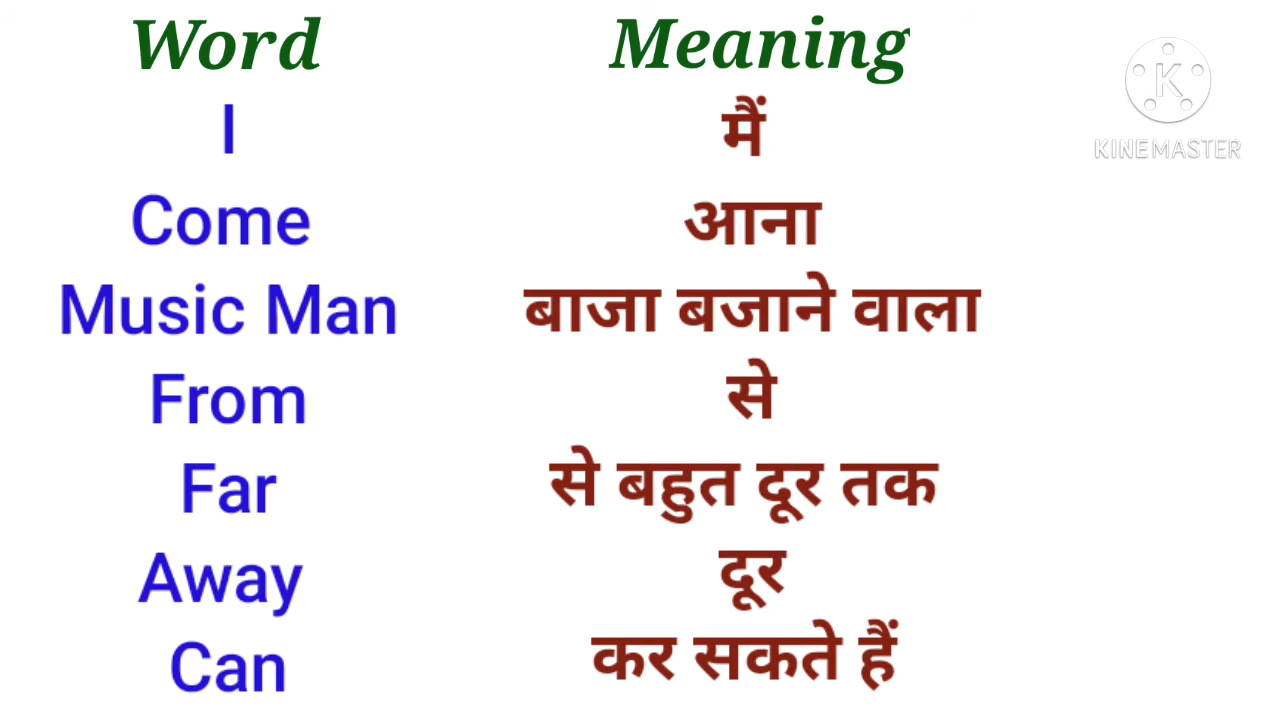 Word Meaning
I मैं
Come आना
Music Man बाजा बजाने वाला
From से
Far से बहुत दूर तक
Away दूर
Can कर सकते हैं
K
KINEMASTER